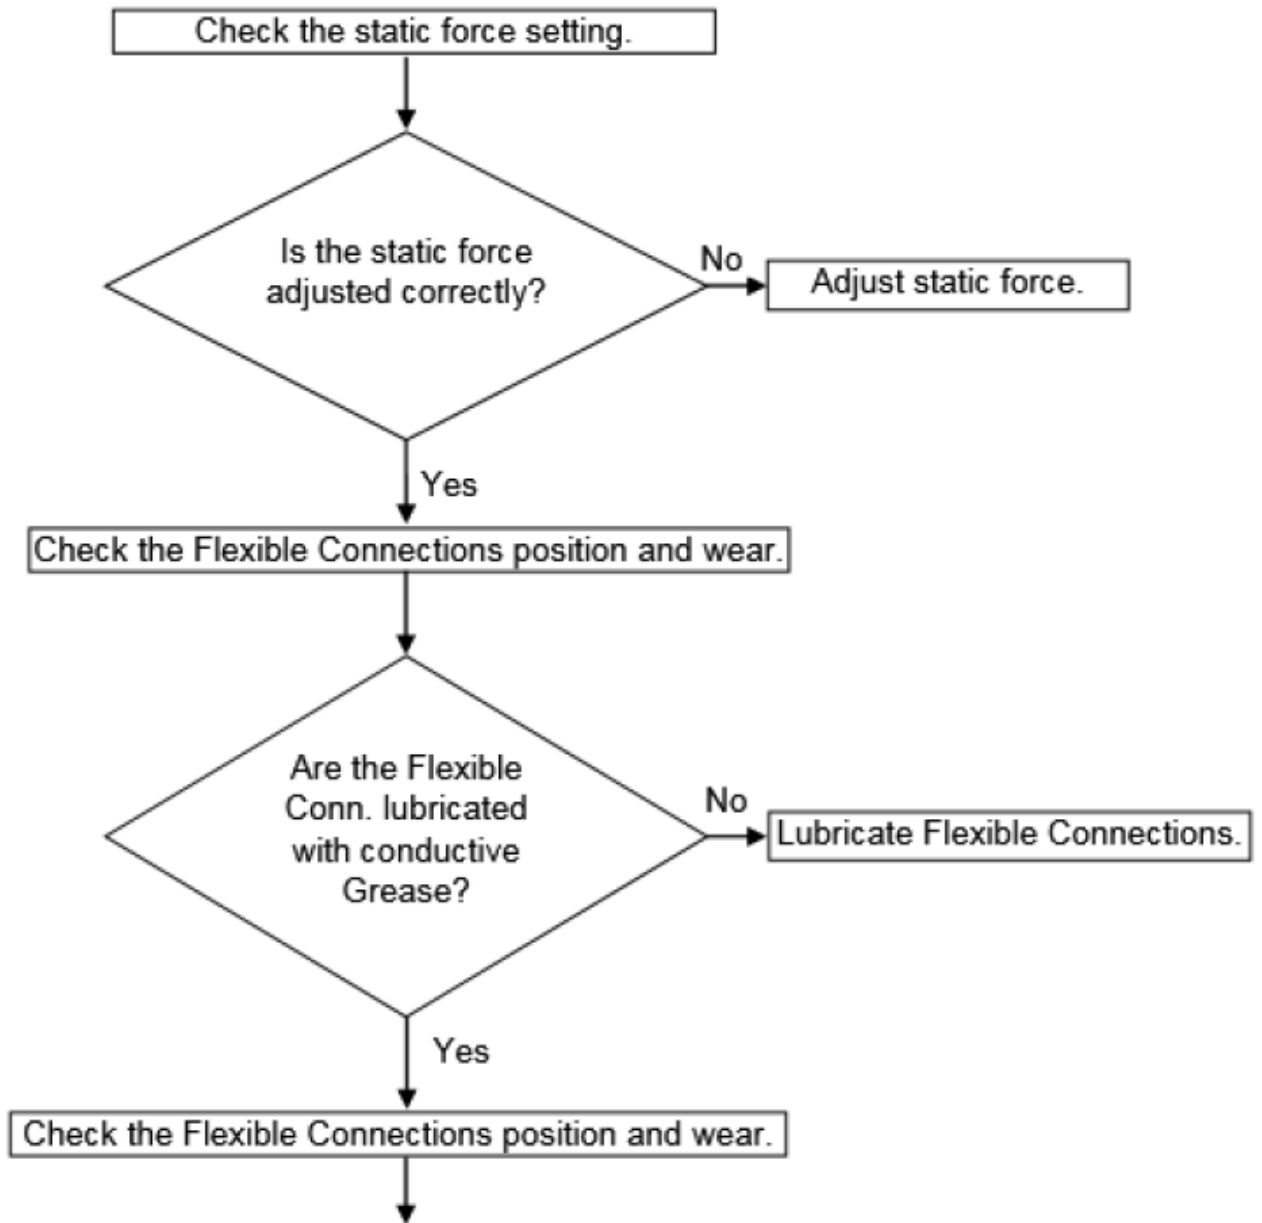 Check the static force setting.
Is the static force
adjusted correctly?
No
Adjust static force.
Yes
Check the Flexible Connections position and wear.
Are the Flexible
Conn. lubricated
with conductive
Grease?
No
Lubricate Flexible Connections.
Yes
Check the Flexible Connections position and wear.